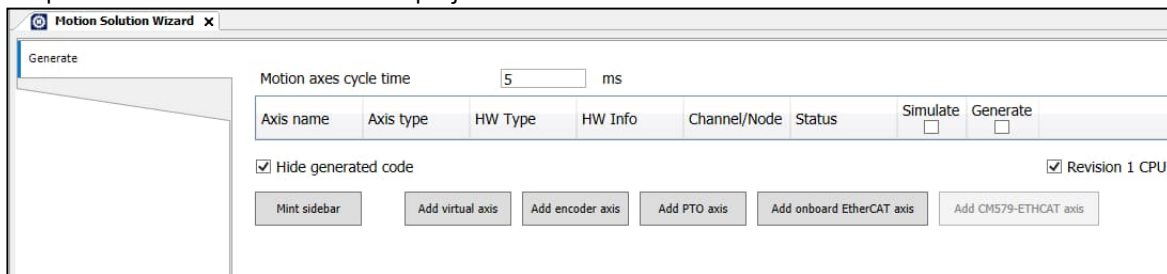 Motion Solution Wizard x
Generate
Motion axes cycle time 5 ms
Axis name Axis type HW Type HW Info Channel/Node Status Simulate Generate
Hide generated code Revision 1 CPU
Mint sidebar Add virtual axis Add encoder axis Add PTO axis Add onboard EtherCAT axis Add CM579-ETHCAT axis